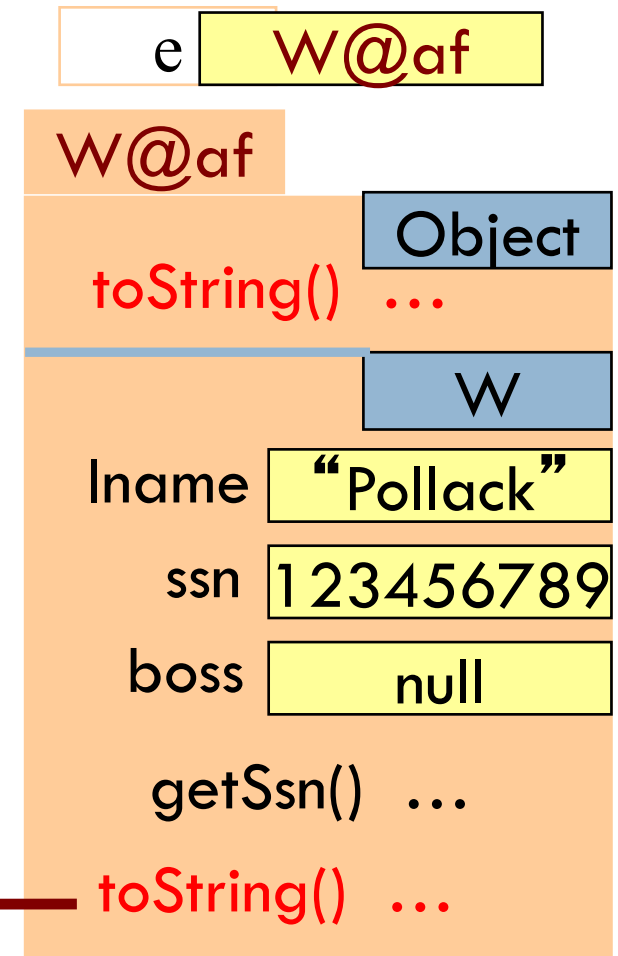 e W@af
W@af
Object
toString() …
W
lname “Pollack”
ssn 123456789
boss null
getSsn() …
toString() …